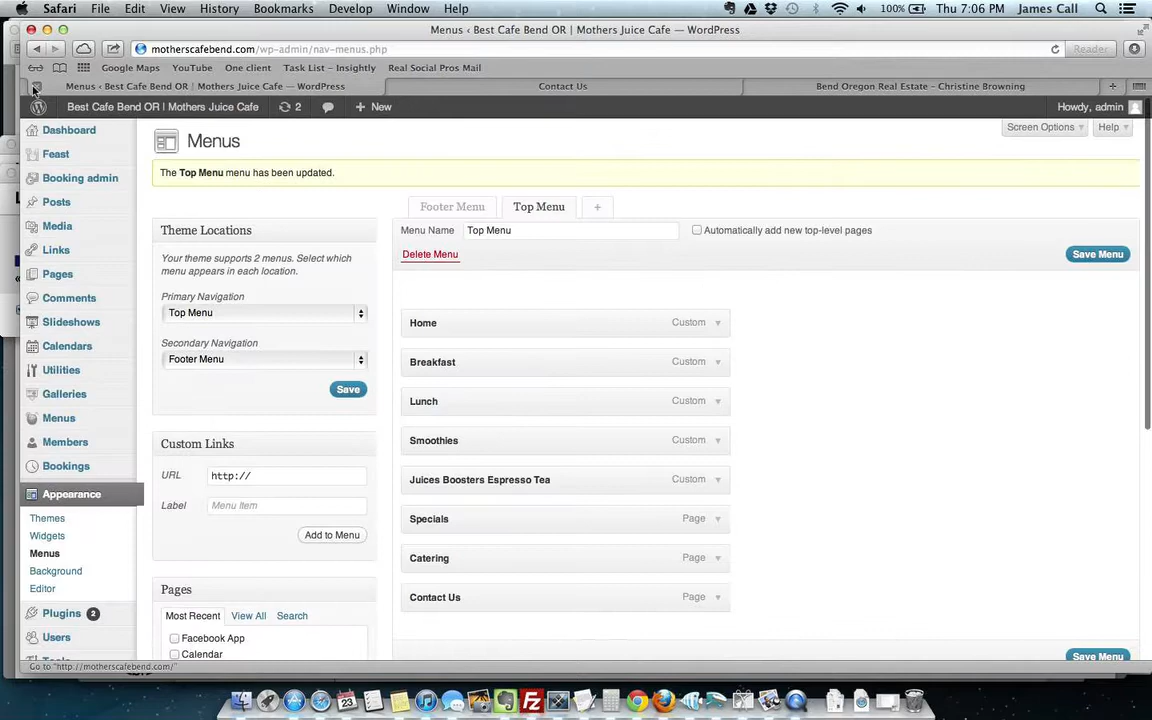 Safari File Edit View History Bookmarks Develop Window Help 100% Thu 7:06 PM James Call
Menus ‹ Best Cafe Bend OR | Mothers Juice Cafe — WordPress
motherscafebend.com/wp-admin/nav-menus.php Reader
Google Maps YouTube One client Task List – Insightly Real Social Pros Mail
Menus ‹ Best Cafe Bend OR | Mothers Juice Cafe — WordPress Contact Us Bend Oregon Real Estate - Christine Browning
Best Cafe Bend OR | Mothers Juice Cafe 2 + New Howdy, admin
Screen Options Help
Menus
The Top Menu menu has been updated.
Dashboard
Feast
Booking admin
Posts
Media
Links
Pages
Comments
Slideshows
Calendars
Utilities
Galleries
Menus
Members
Bookings
Appearance
Themes
Widgets
Menus
Background
Editor
Plugins 2
Users
Tools
Theme Locations
Your theme supports 2 menus. Select which
menu appears in each location.
Primary Navigation
Top Menu
Secondary Navigation
Footer Menu
Save
Custom Links
URL http://
Label Menu Item
Add to Menu
Pages
Most Recent View All Search
Facebook App
Calendar
Footer Menu Top Menu +
Menu Name Top Menu Automatically add new top-level pages
Delete Menu Save Menu
Home Custom
Breakfast Custom
Lunch Custom
Smoothies Custom
Juices Boosters Espresso Tea Custom
Specials Page
Catering Page
Contact Us Page
Save Menu
Go to "http://motherscafebend.com/"
23
Fz